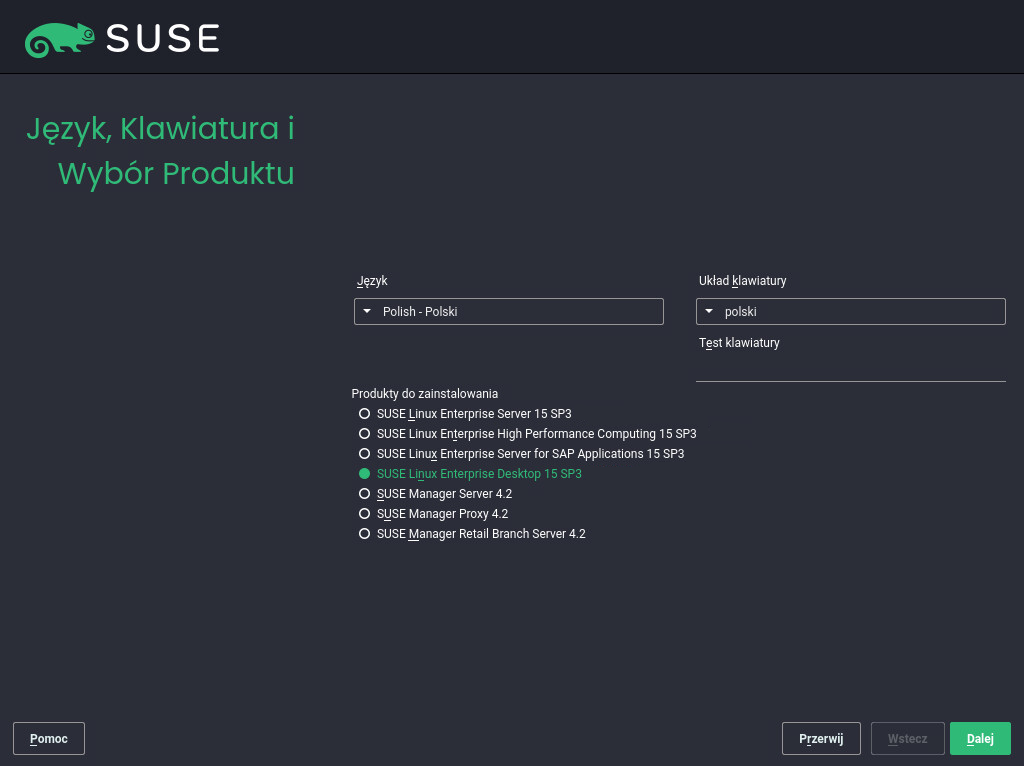 SUSE
Język, Klawiatura i
Wybór Produktu
Język
Układ klawiatury
Polish - Polski
polski
Test klawiatury
Produkty do zainstalowania
SUSE Linux Enterprise Server 15 SP3
SUSE Linux Enterprise High Performance Computing 15 SP3
SUSE Linux Enterprise Server for SAP Applications 15 SP3
SUSE Linux Enterprise Desktop 15 SP3
SUSE Manager Server 4.2
SUSE Manager Proxy 4.2
SUSE Manager Retail Branch Server 4.2
Pomoc
Przerwij
Wstecz
Dalej